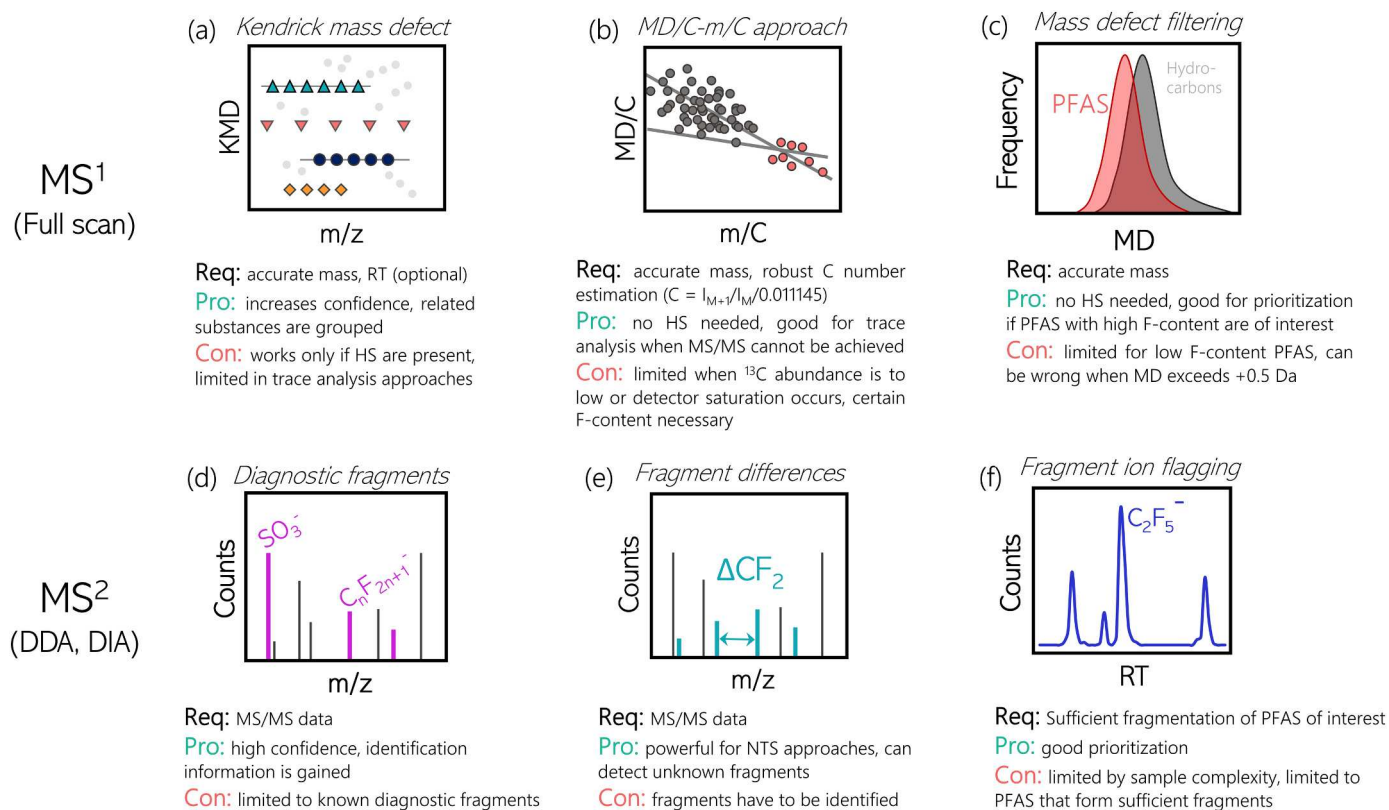 MS¹
(Full scan)
(a) Kendrick mass defect
KMD
m/z
Req: accurate mass, RT (optional)
Pro: increases confidence, related
substances are grouped
Con: works only if HS are present,
limited in trace analysis approaches
(b) MD/C-m/C approach
MD/C
m/C
Req: accurate mass, robust C number
estimation (C = I_M+1/I_M/0.011145)
Pro: no HS needed, good for trace
analysis when MS/MS cannot be achieved
Con: limited when ¹³C abundance is to
low or detector saturation occurs, certain
F-content necessary
(c) Mass defect filtering
Frequency
PFAS
Hydro-
carbons
MD
Req: accurate mass
Pro: no HS needed, good for prioritization
if PFAS with high F-content are of interest
Con: limited for low F-content PFAS, can
be wrong when MD exceeds +0.5 Da
MS²
(DDA, DIA)
(d) Diagnostic fragments
Counts
SO₃⁻
CₙF₂ₙ₊₁⁻
m/z
Req: MS/MS data
Pro: high confidence, identification
information is gained
Con: limited to known diagnostic fragments
(e) Fragment differences
Counts
ΔCF₂
m/z
Req: MS/MS data
Pro: powerful for NTS approaches, can
detect unknown fragments
Con: fragments have to be identified
(f) Fragment ion flagging
Counts
C₂F₅⁻
RT
Req: Sufficient fragmentation of PFAS of interest
Pro: good prioritization
Con: limited by sample complexity, limited to
PFAS that form sufficient fragments